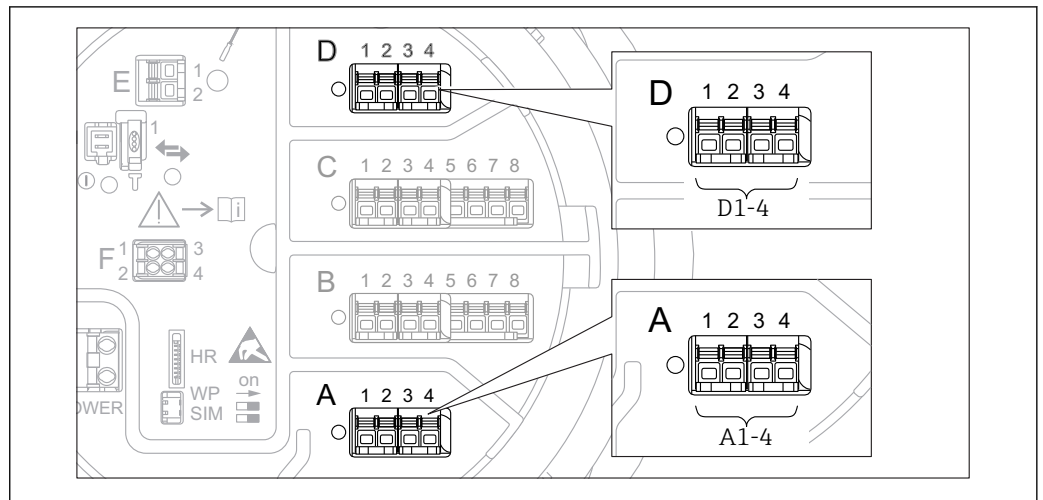 D 1 2 3 4
E 1
2
1
D 1 2 3 4
D1-4
C 1 2 3 4 5 6 7 8
i
F 1 3
2 4
B 1 2 3 4 5 6 7 8
A 1 2 3 4
A1-4
HR
WP on
SIM
OWER
A 1 2 3 4